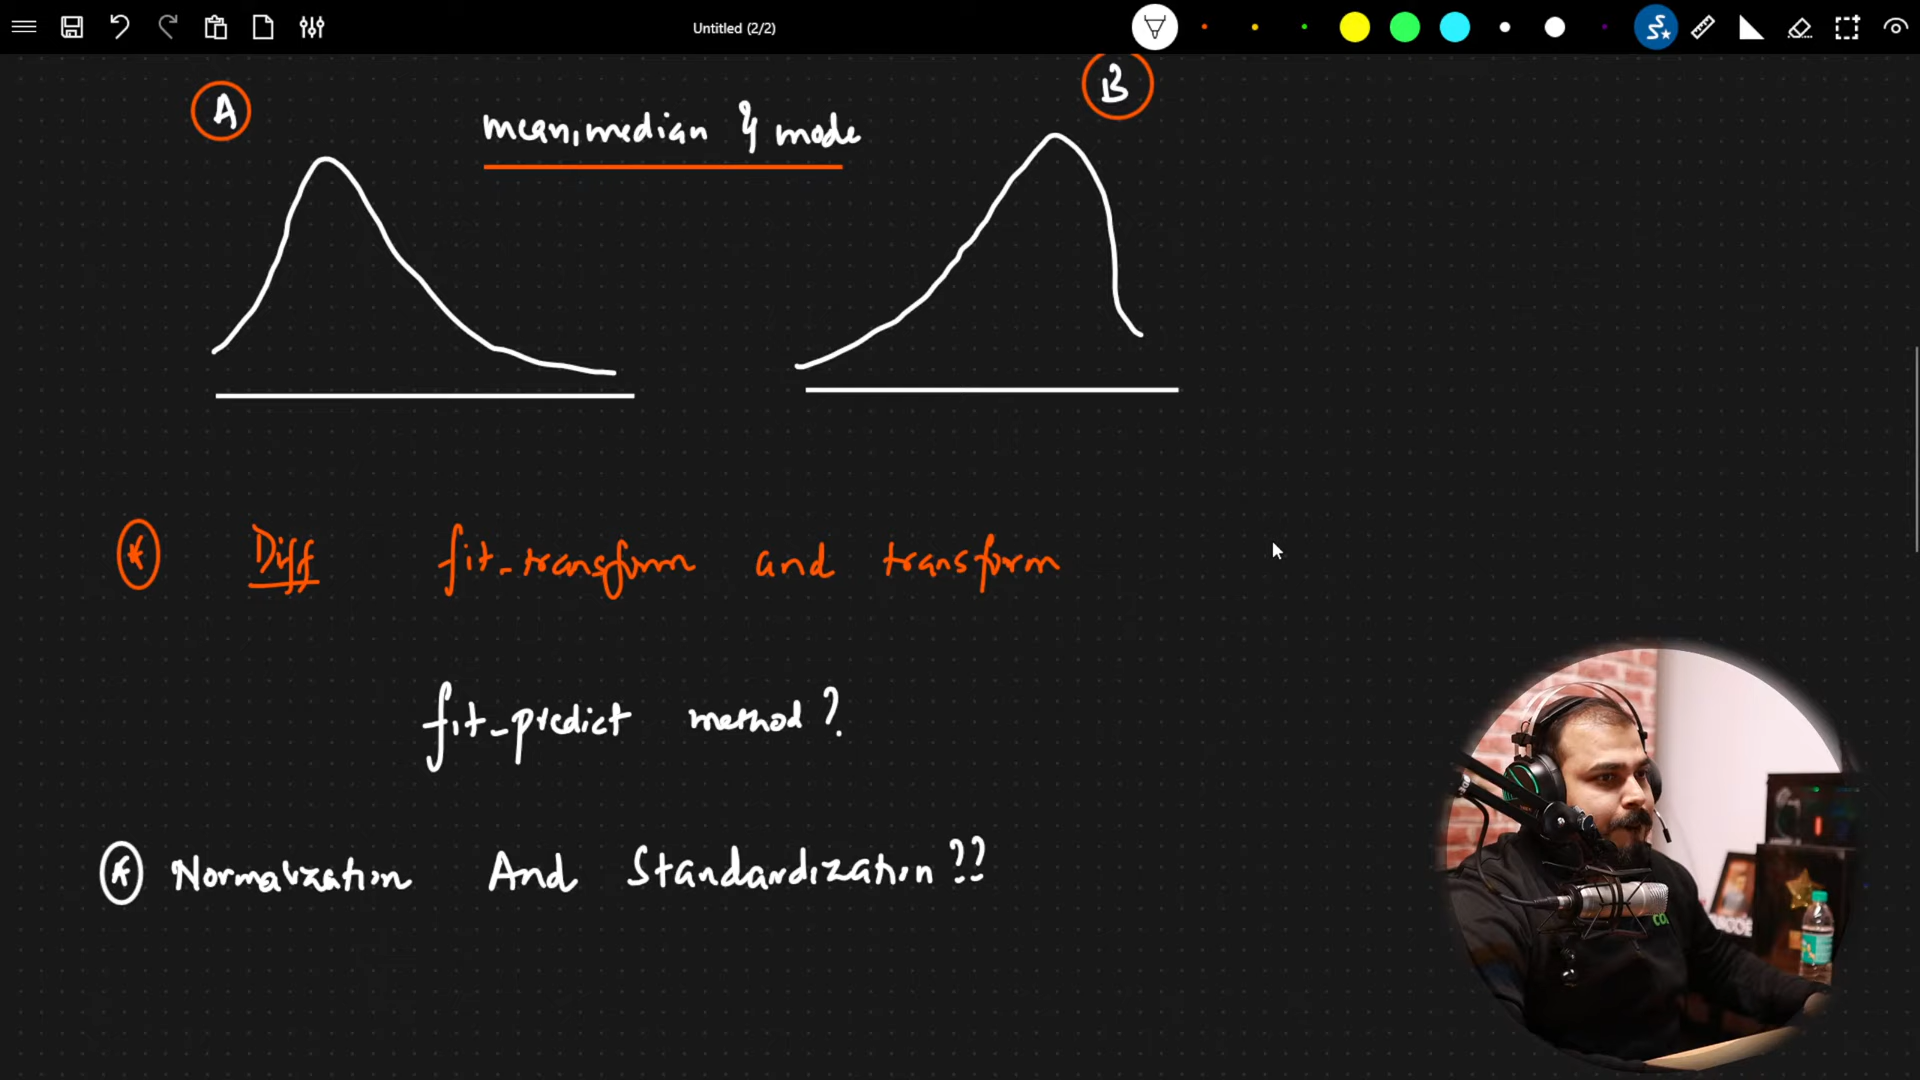 Untitled (2/2)
A
B
mean, median & mode
* Diff fit-transform and transform
fit-predict method?
* Normalization And Standardization??